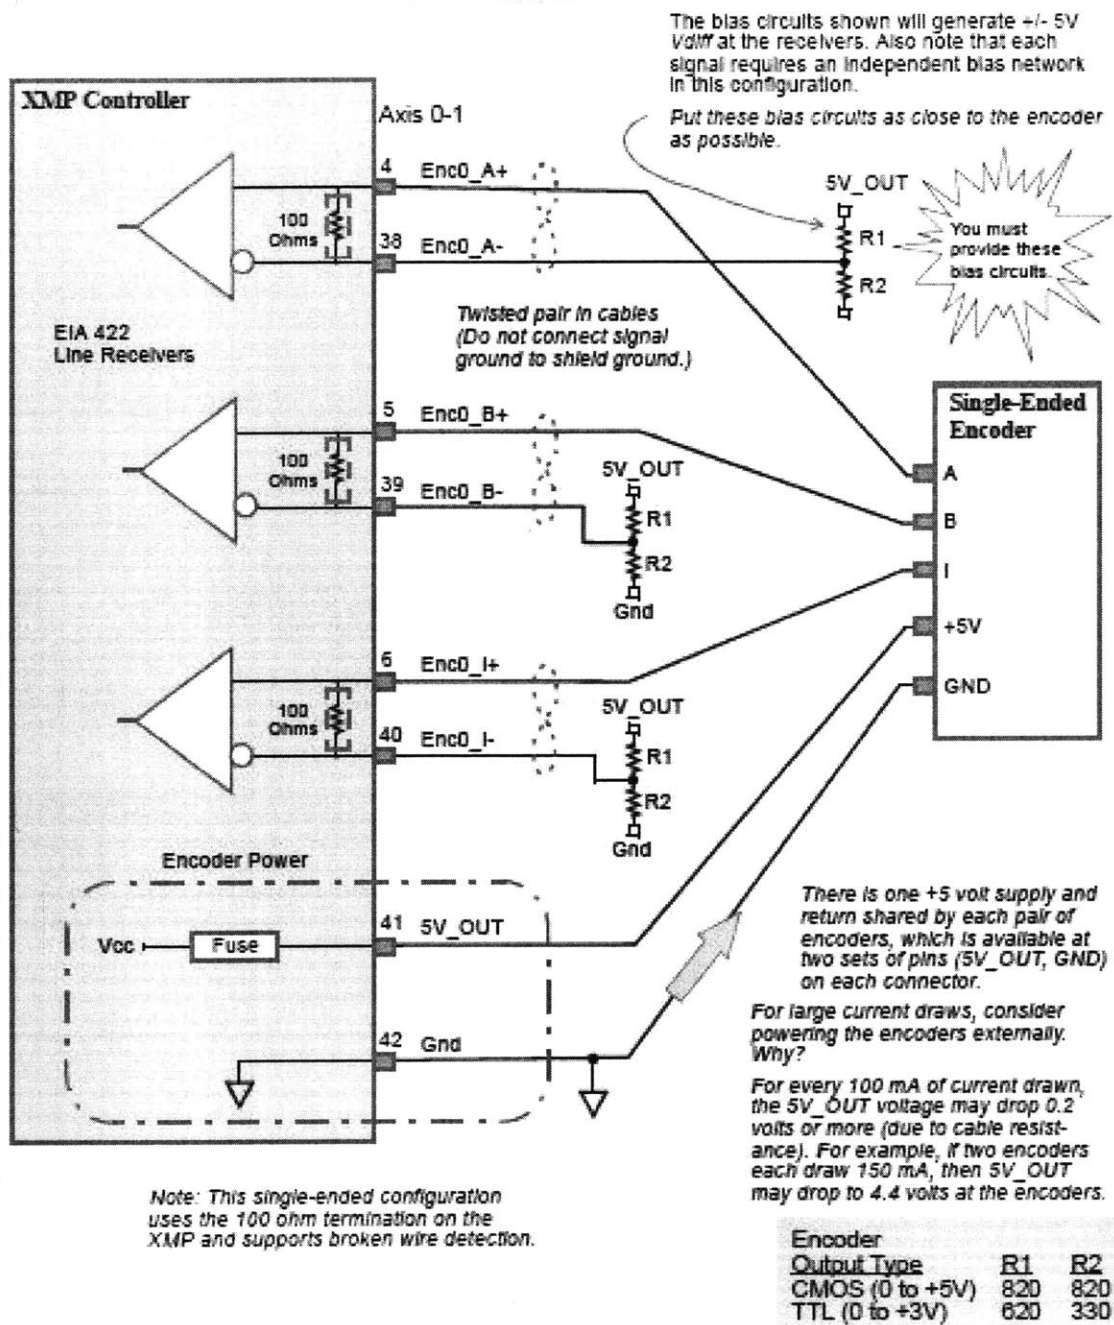 The bias circuits shown will generate +/- 5V
Vdiff at the receivers. Also note that each
signal requires an independent bias network
in this configuration.
Put these bias circuits as close to the encoder
as possible.
XMP Controller
Axis 0-1
4 Enc0_A+
100
Ohms
38 Enc0_A-
5V_OUT
R1
R2
You must
provide these
bias circuits.
EIA 422
Line Receivers
Twisted pair in cables
(Do not connect signal
ground to shield ground.)
5 Enc0_B+
100
Ohms
39 Enc0_B-
5V_OUT
R1
R2
Gnd
Single-Ended
Encoder
A
B
I
+5V
GND
6 Enc0_I+
100
Ohms
40 Enc0_I-
5V_OUT
R1
R2
Gnd
Encoder Power
Vcc
Fuse
41 5V_OUT
42 Gnd
There is one +5 volt supply and
return shared by each pair of
encoders, which is available at
two sets of pins (5V_OUT, GND)
on each connector.
For large current draws, consider
powering the encoders externally.
Why?
For every 100 mA of current drawn,
the 5V_OUT voltage may drop 0.2
volts or more (due to cable resist-
ance). For example, if two encoders
each draw 150 mA, then 5V_OUT
may drop to 4.4 volts at the encoders.
Note: This single-ended configuration
uses the 100 ohm termination on the
XMP and supports broken wire detection.
Encoder
Output Type R1 R2
CMOS (0 to +5V) 820 820
TTL (0 to +3V) 620 330